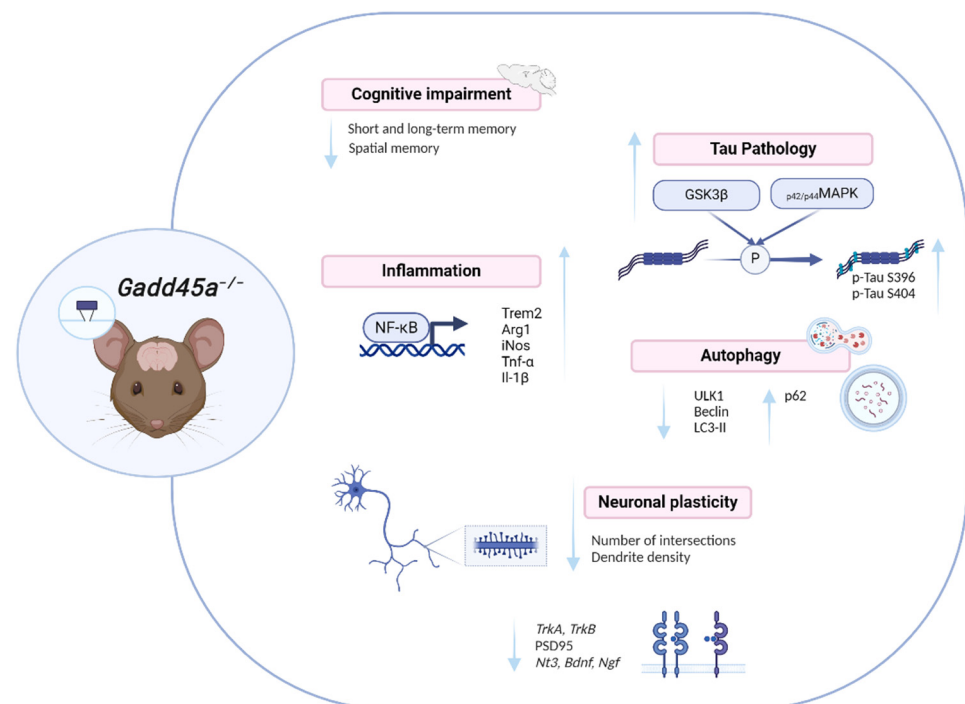 Gadd45a-/-
Cognitive impairment
Short and long-term memory
Spatial memory
Tau Pathology
GSK3β
p42/p44MAPK
P
p-Tau S396
p-Tau S404
Inflammation
NF-κB
Trem2
Arg1
iNos
Tnf-α
Il-1β
Autophagy
ULK1
Beclin
LC3-II
p62
Neuronal plasticity
Number of intersections
Dendrite density
TrkA, TrkB
PSD95
Nt3, Bdnf, Ngf